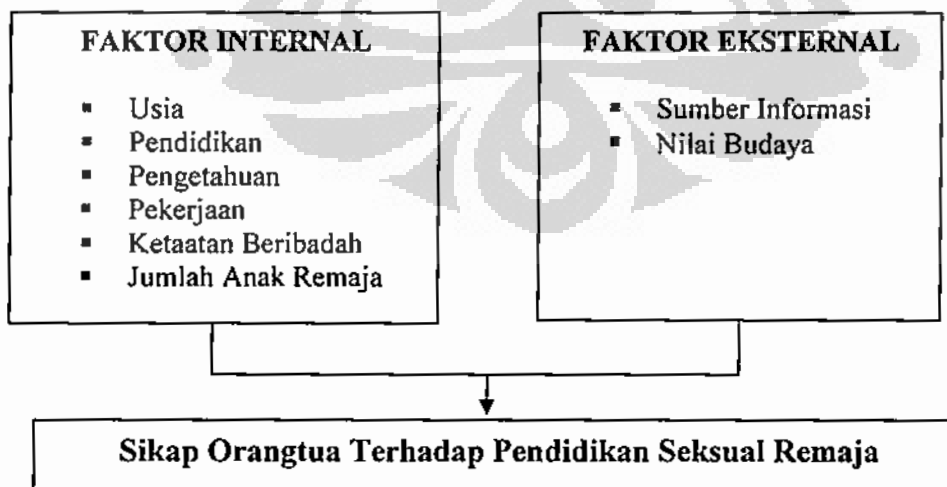 FAKTOR INTERNAL
▪ Usia
▪ Pendidikan
▪ Pengetahuan
▪ Pekerjaan
▪ Ketaatan Beribadah
▪ Jumlah Anak Remaja
FAKTOR EKSTERNAL
▪ Sumber Informasi
▪ Nilai Budaya
Sikap Orangtua Terhadap Pendidikan Seksual Remaja